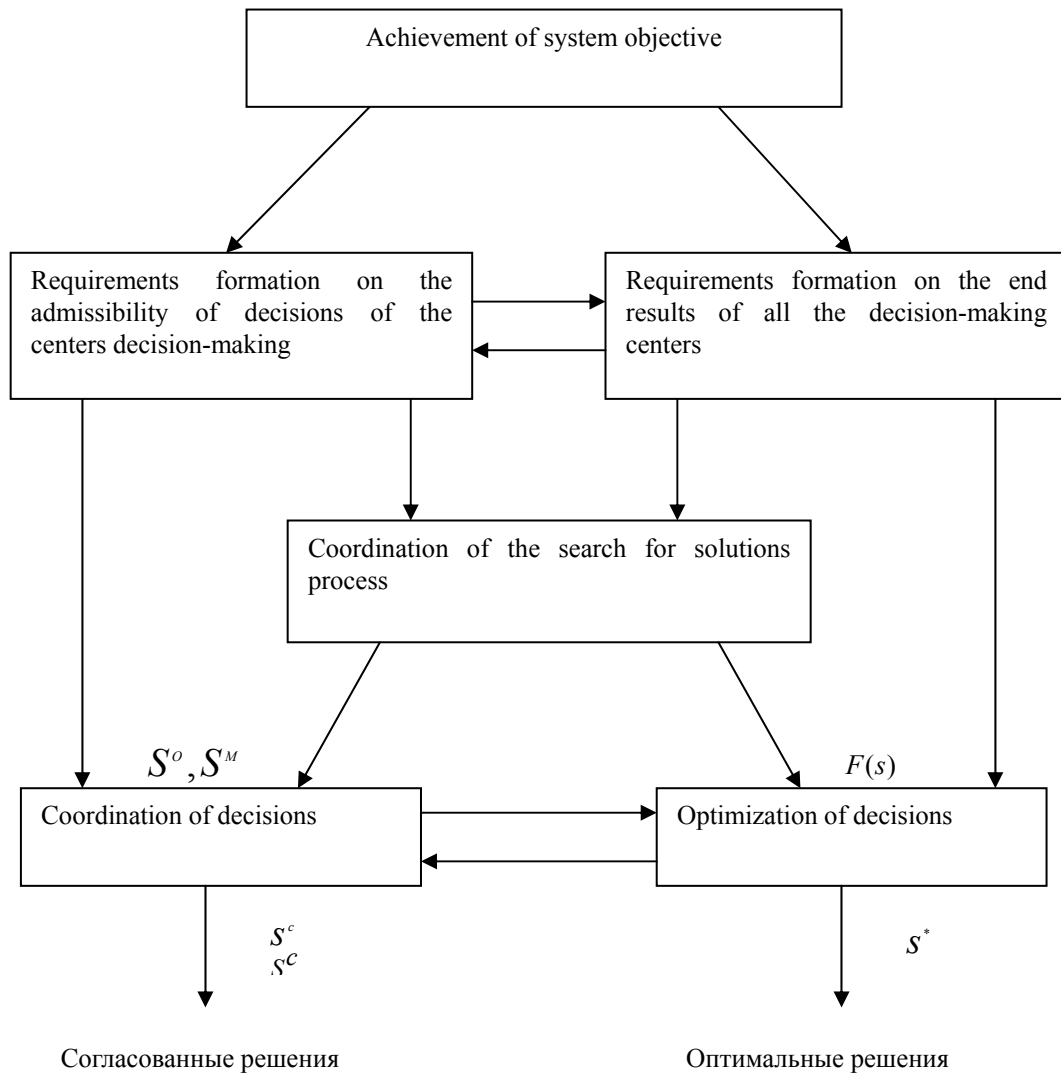 Achievement of system objective
Requirements formation on the
admissibility of decisions of the
centers decision-making
Requirements formation on the end
results of all the decision-making
centers
Coordination of the search for solutions
process
S^O, S^M
F(s)
Coordination of decisions
Optimization of decisions
s^c
S^C
s^*
Согласованные решения
Оптимальные решения